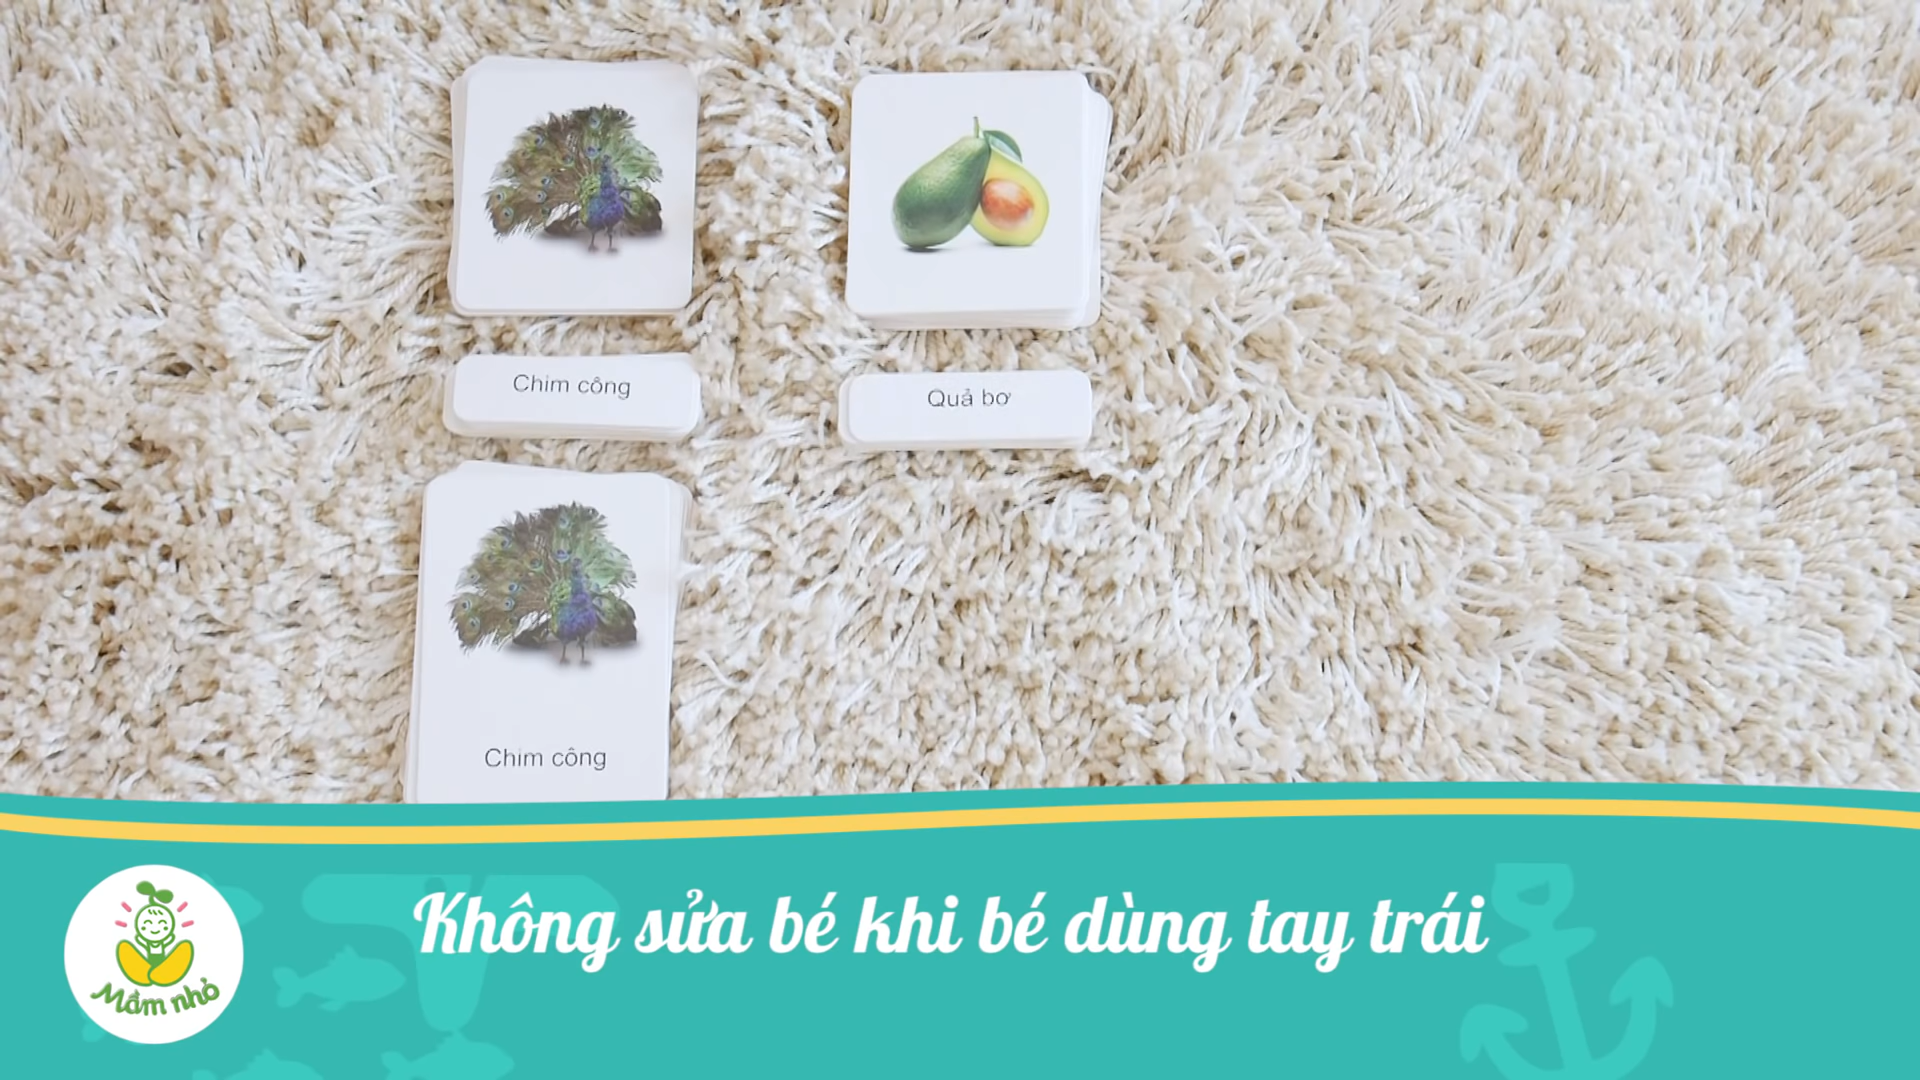 Chim công
Quả bơ
Chim công
Không sửa bé khi bé dùng tay trái
Mầm nhỏ